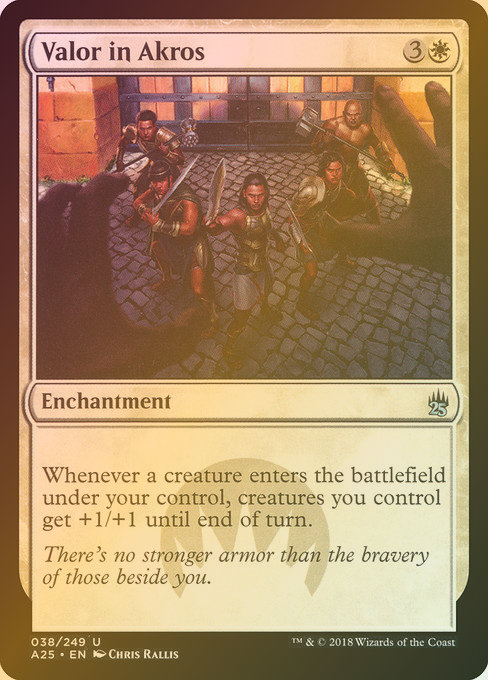 Valor in Akros 3
Enchantment
25
Whenever a creature enters the battlefield
under your control, creatures you control
get +1/+1 until end of turn.
There's no stronger armor than the bravery
of those beside you.
038/249 U
A25 • EN Chris Rallis
™ & © 2018 Wizards of the Coast